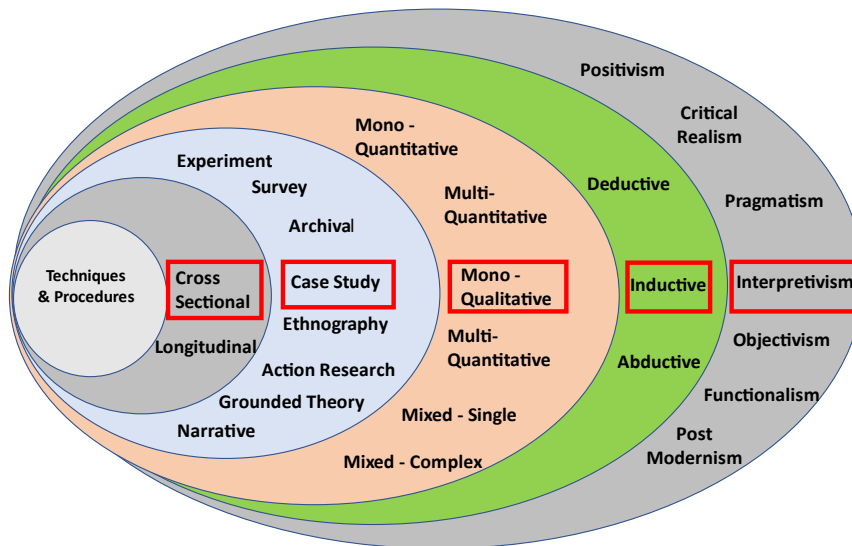 Positivism
Critical
Realism
Pragmatism
Interpretivism
Objectivism
Functionalism
Post
Modernism
Deductive
Inductive
Abductive
Mono -
Quantitative
Multi-
Quantitative
Mono -
Qualitative
Multi-
Quantitative
Mixed - Single
Mixed - Complex
Experiment
Survey
Archival
Case Study
Ethnography
Action Research
Grounded Theory
Narrative
Cross
Sectional
Longitudinal
Techniques
& Procedures